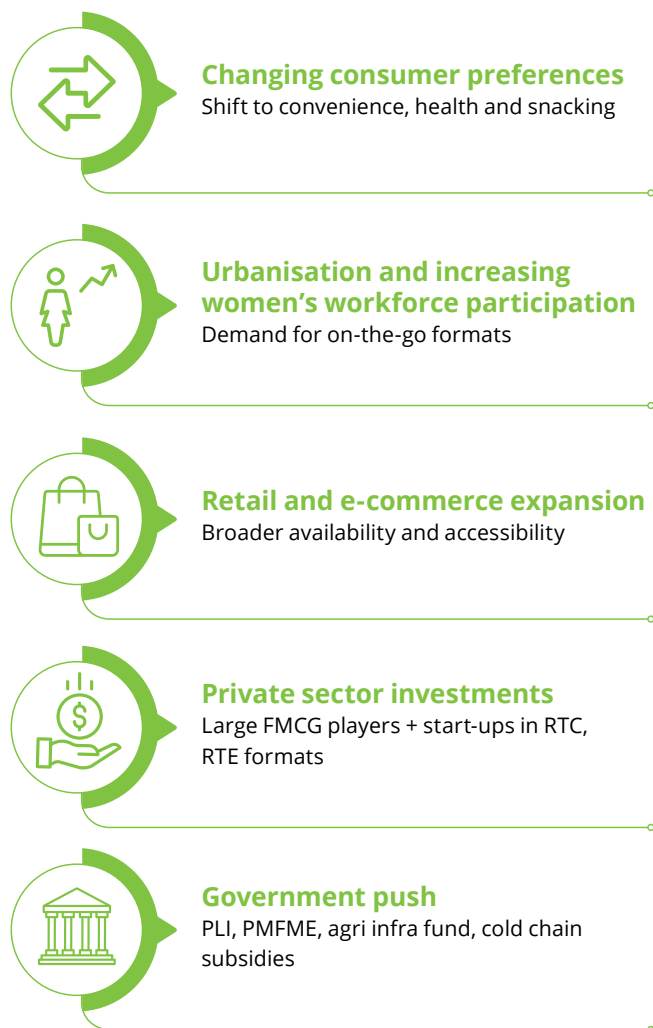 Changing consumer preferences
Shift to convenience, health and snacking
Urbanisation and increasing
women's workforce participation
Demand for on-the-go formats
Retail and e-commerce expansion
Broader availability and accessibility
$
Private sector investments
Large FMCG players + start-ups in RTC,
RTE formats
Government push
PLI, PMFME, agri infra fund, cold chain
subsidies